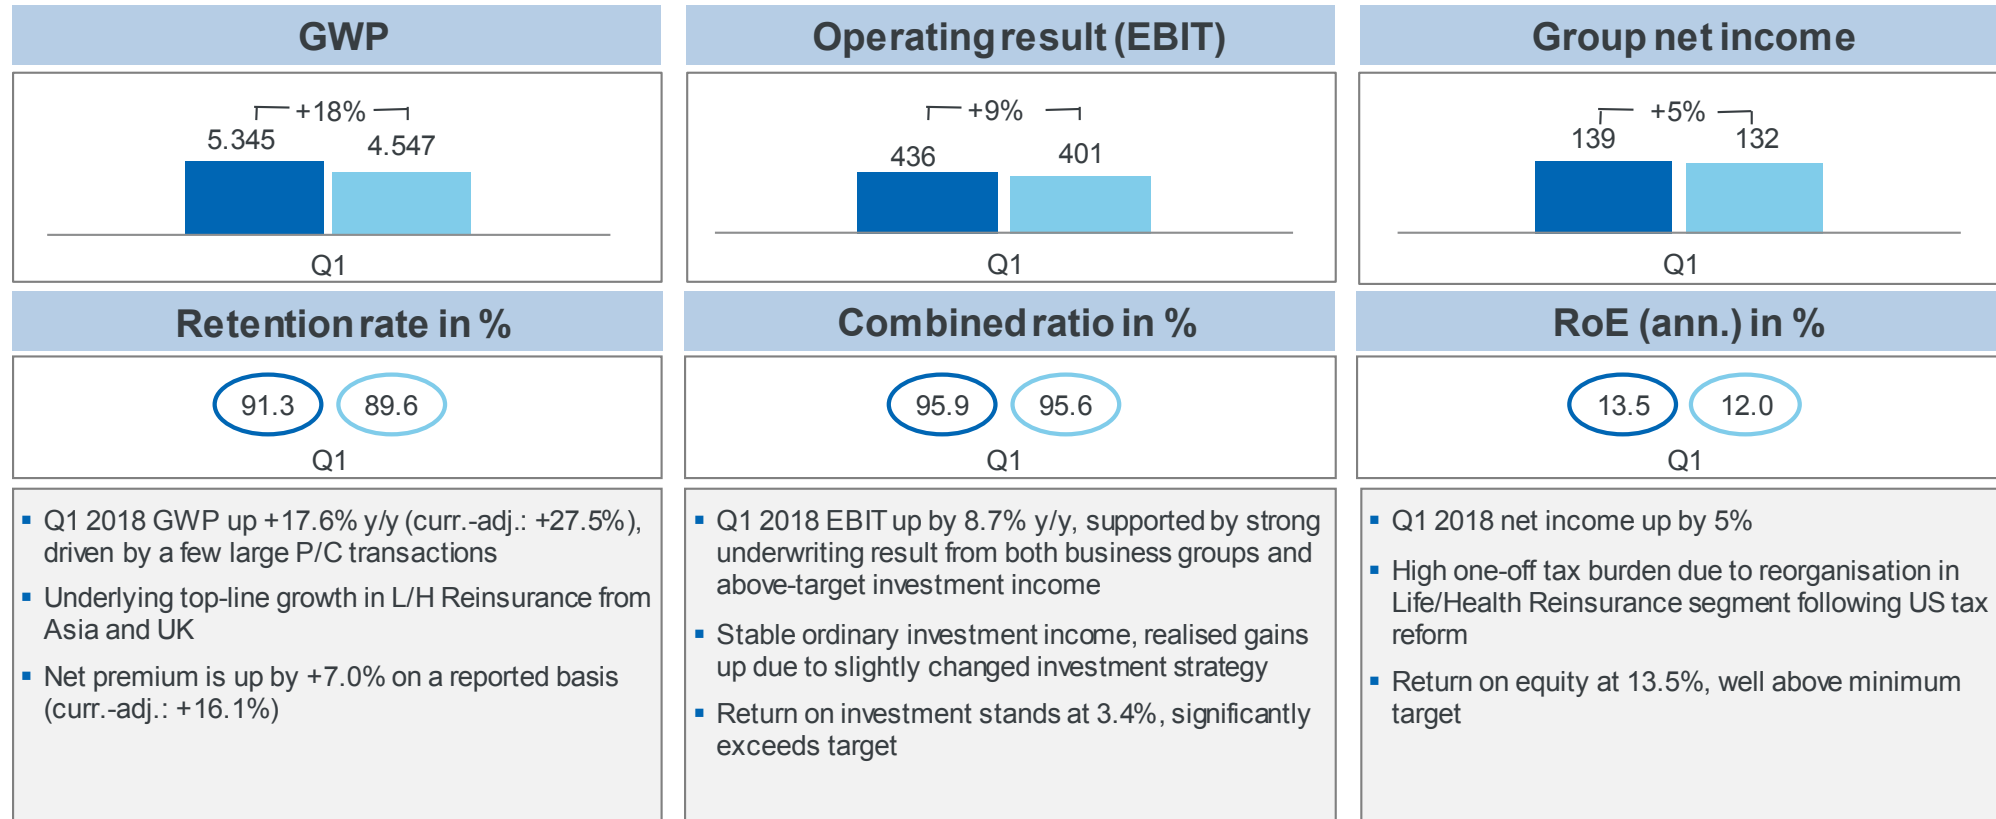 GWP
+18%
5.345
4.547
Q1
Operating result (EBIT)
+9%
436
401
Q1
Group net income
+5%
139
132
Q1
Retention rate in %
91.3
89.6
Q1
Combined ratio in %
95.9
95.6
Q1
RoE (ann.) in %
13.5
12.0
Q1
▪ Q1 2018 GWP up +17.6% y/y (curr.-adj.: +27.5%),
driven by a few large P/C transactions
▪ Underlying top-line growth in L/H Reinsurance from
Asia and UK
▪ Net premium is up by +7.0% on a reported basis
(curr.-adj.: +16.1%)
▪ Q1 2018 EBIT up by 8.7% y/y, supported by strong
underwriting result from both business groups and
above-target investment income
▪ Stable ordinary investment income, realised gains
up due to slightly changed investment strategy
▪ Return on investment stands at 3.4%, significantly
exceeds target
▪ Q1 2018 net income up by 5%
▪ High one-off tax burden due to reorganisation in
Life/Health Reinsurance segment following US tax
reform
▪ Return on equity at 13.5%, well above minimum
target